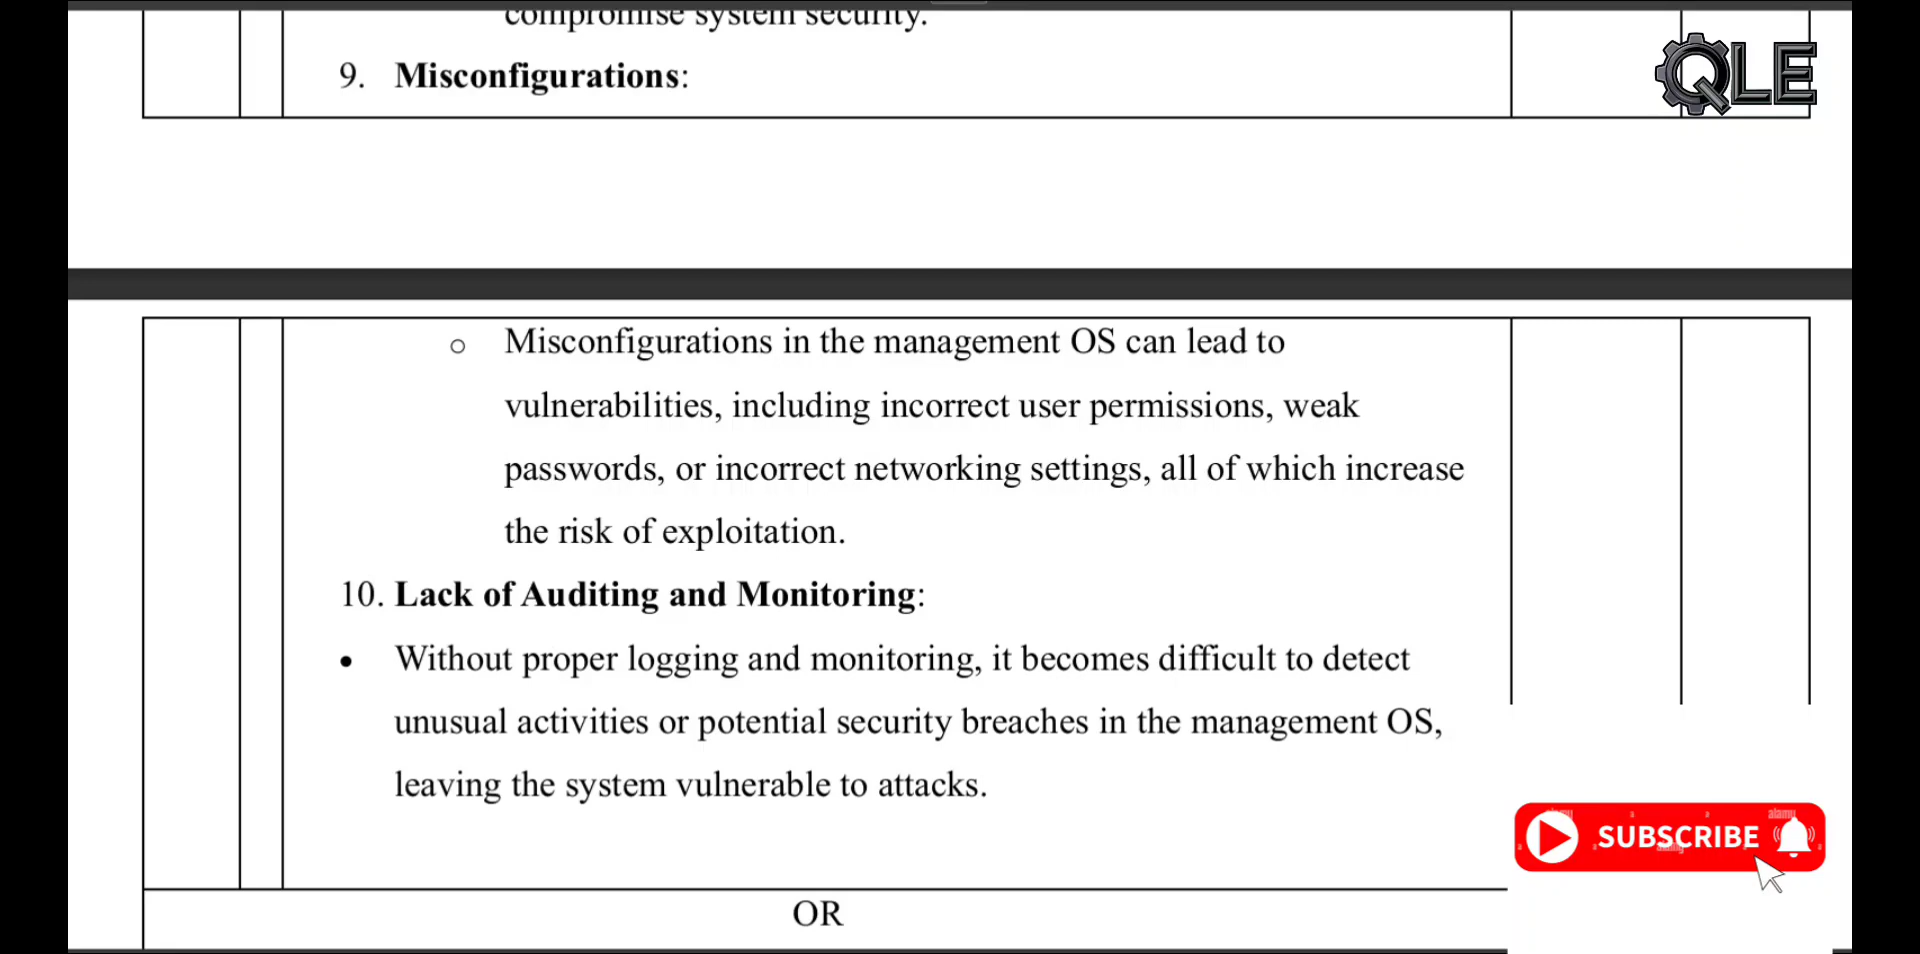 compromise system security.
9. Misconfigurations:
QLE
○ Misconfigurations in the management OS can lead to
vulnerabilities, including incorrect user permissions, weak
passwords, or incorrect networking settings, all of which increase
the risk of exploitation.
10. Lack of Auditing and Monitoring:
• Without proper logging and monitoring, it becomes difficult to detect
unusual activities or potential security breaches in the management OS,
leaving the system vulnerable to attacks.
SUBSCRIBE
OR